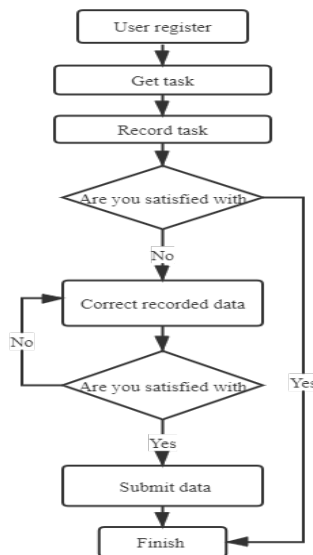 User register
Get task
Record task
Are you satisfied with
No
Correct recorded data
No
Are you satisfied with
Yes
Yes
Submit data
Finish